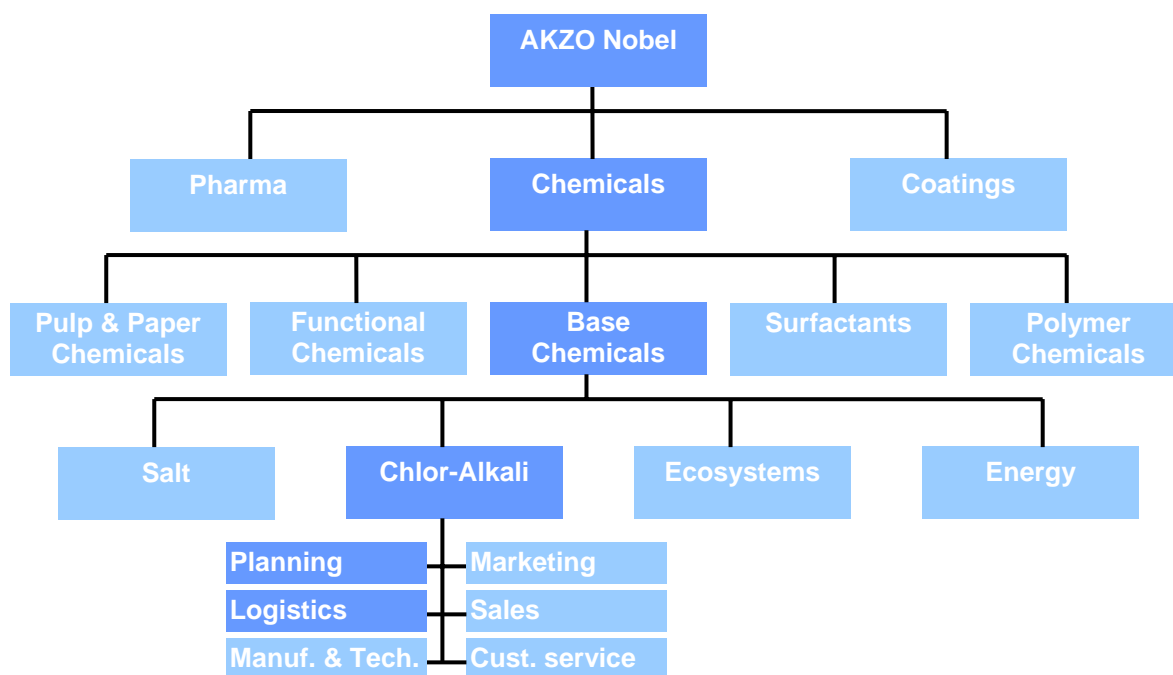 AKZO Nobel
Pharma
Chemicals
Coatings
Pulp & Paper
Chemicals
Functional
Chemicals
Base
Chemicals
Surfactants
Polymer
Chemicals
Salt
Chlor-Alkali
Ecosystems
Energy
Planning
Marketing
Logistics
Sales
Manuf. & Tech.
Cust. service